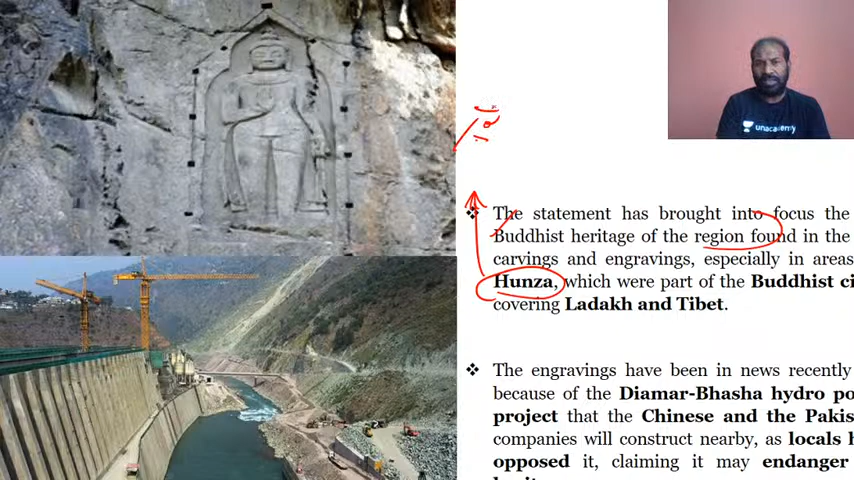 unacademy
❖ The statement has brought into focus the
Buddhist heritage of the region found in the
carvings and engravings, especially in areas
Hunza, which were part of the Buddhist ci
covering Ladakh and Tibet.
❖ The engravings have been in news recently
because of the Diamar-Bhasha hydro po
project that the Chinese and the Pakis
companies will construct nearby, as locals h
opposed it, claiming it may endanger